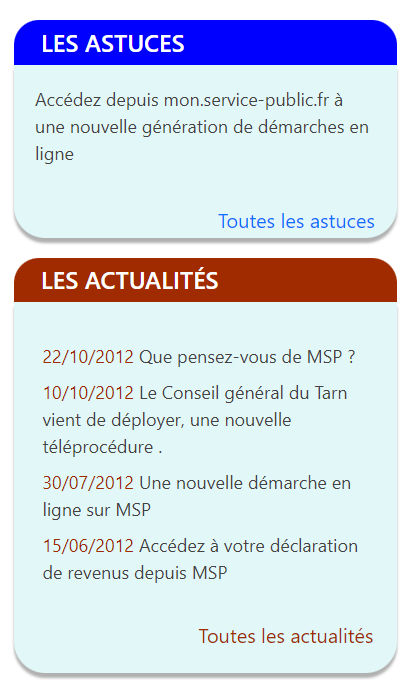 LES ASTUCES
Accédez depuis mon.service-public.fr à
une nouvelle génération de démarches en
ligne
Toutes les astuces
LES ACTUALITÉS
22/10/2012 Que pensez-vous de MSP ?
10/10/2012 Le Conseil général du Tarn
vient de déployer, une nouvelle
téléprocédure .
30/07/2012 Une nouvelle démarche en
ligne sur MSP
15/06/2012 Accédez à votre déclaration
de revenus depuis MSP
Toutes les actualités